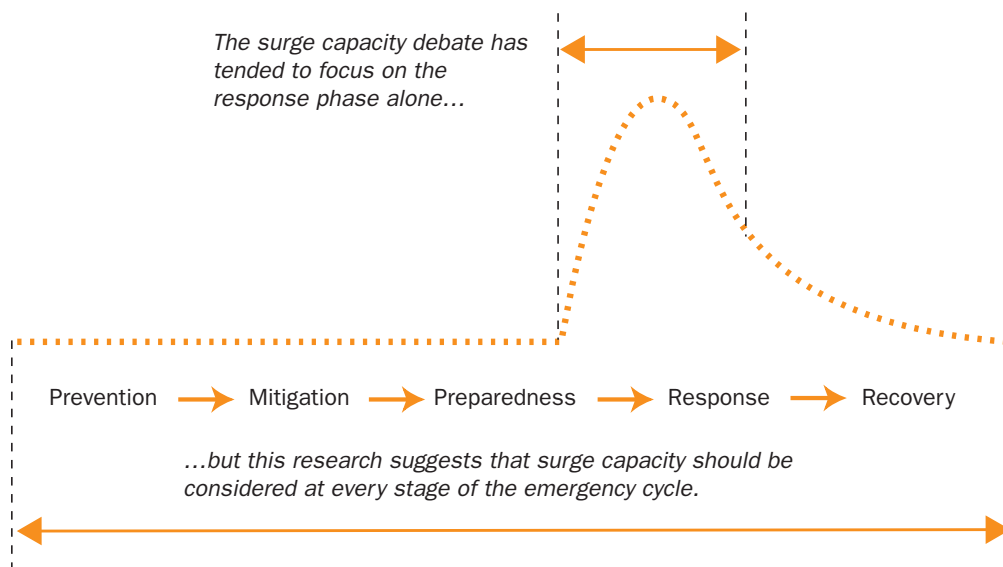 The surge capacity debate has
tended to focus on the
response phase alone…
Prevention Mitigation Preparedness Response Recovery
…but this research suggests that surge capacity should be
considered at every stage of the emergency cycle.